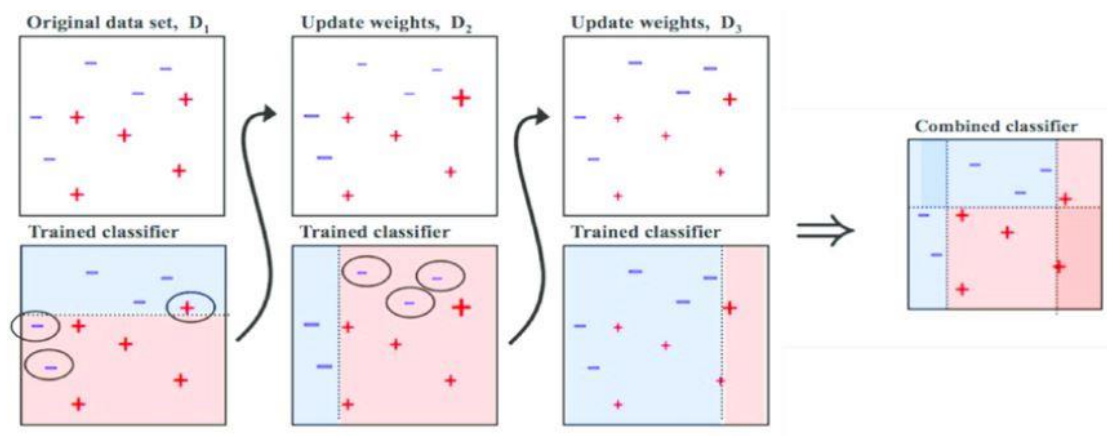 Original data set, D₁
Update weights, D₂
Update weights, D₃
Combined classifier
Trained classifier
Trained classifier
Trained classifier